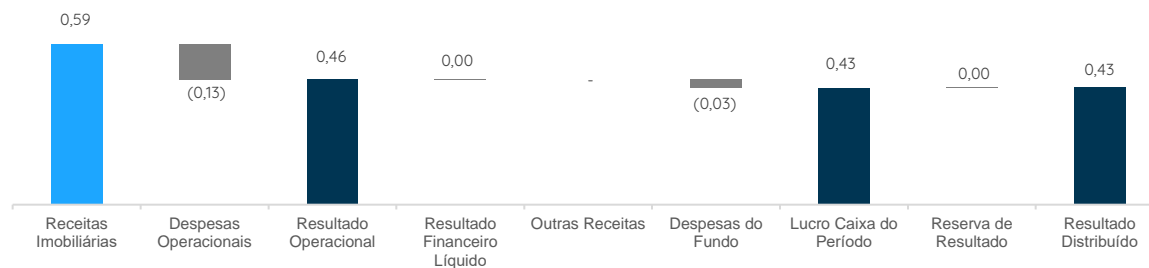 0,59
(0,13)
0,46
0,00
-
(0,03)
0,43
0,00
0,43
Receitas
Imobiliárias
Despesas
Operacionais
Resultado
Operacional
Resultado
Financeiro
Líquido
Outras Receitas
Despesas do
Fundo
Lucro Caixa do
Período
Reserva de
Resultado
Resultado
Distribuído